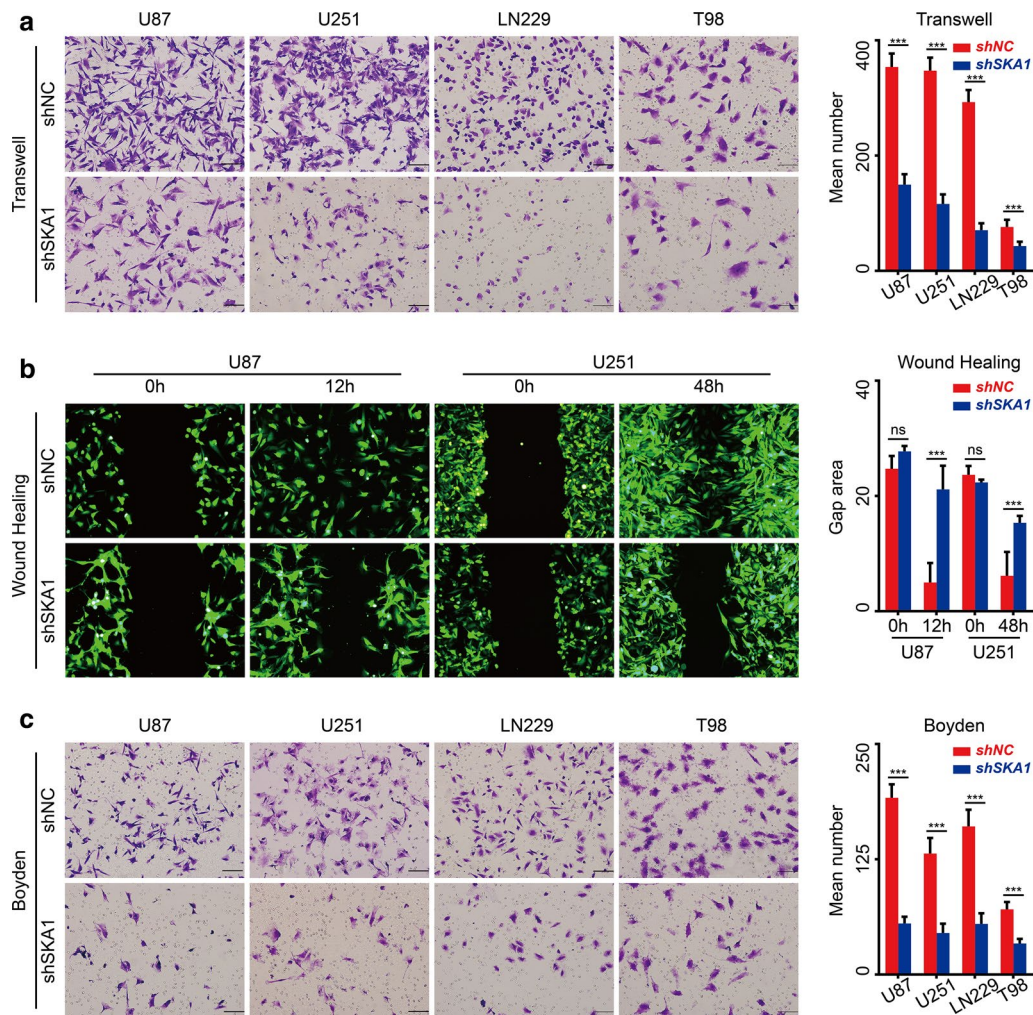 a
U87 U251 LN229 T98
Transwell
shNC
shSKA1
Transwell
shNC
shSKA1
Mean number
400
200
0
*** *** *** ***
U87 U251 LN229 T98
b
U87 U251
0h 12h 0h 48h
Wound Healing
shNC
shSKA1
Wound Healing
shNC
shSKA1
Gap area
40
20
0
ns *** ns ***
0h 12h 0h 48h
U87 U251
c
U87 U251 LN229 T98
Boyden
shNC
shSKA1
Boyden
shNC
shSKA1
Mean number
250
125
0
*** *** *** ***
U87 U251 LN229 T98